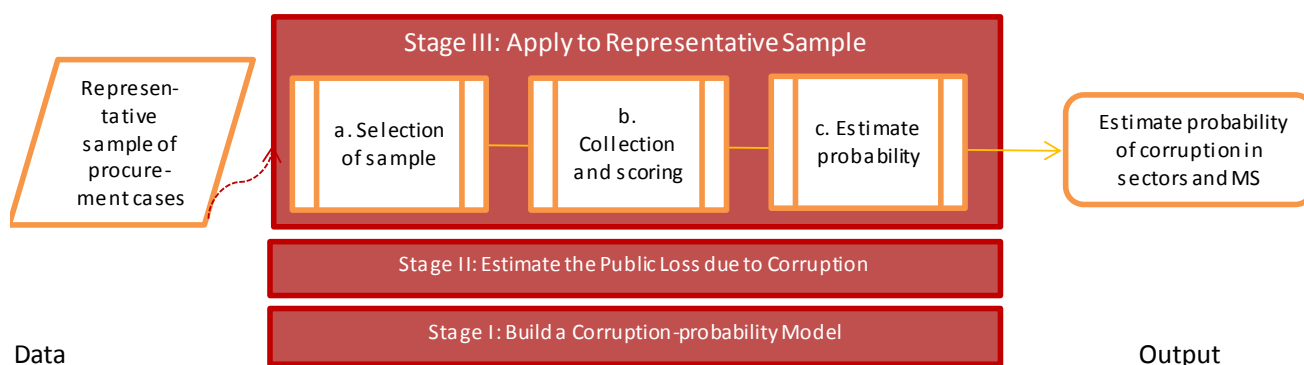 Stage III: Apply to Representative Sample
Represen-
tative
sample of
procure-
ment cases
a. Selection
of sample
b.
Collection
and scoring
c. Estimate
probability
Estimate probability
of corruption in
sectors and MS
Stage II: Estimate the Public Loss due to Corruption
Stage I: Build a Corruption-probability Model
Data
Output